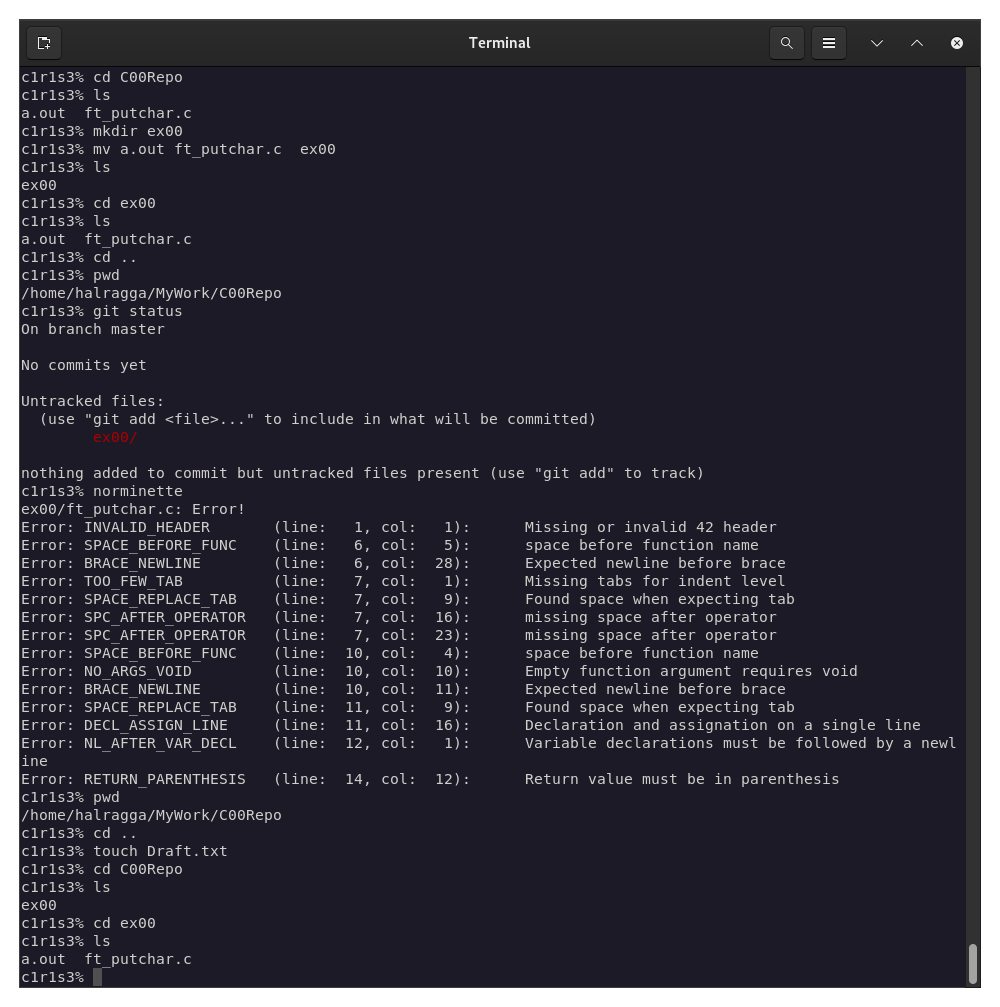 Terminal
c1r1s3% cd C00Repo
c1r1s3% ls
a.out  ft_putchar.c
c1r1s3% mkdir ex00
c1r1s3% mv a.out ft_putchar.c  ex00
c1r1s3% ls
ex00
c1r1s3% cd ex00
c1r1s3% ls
a.out  ft_putchar.c
c1r1s3% cd ..
c1r1s3% pwd
/home/halragga/MyWork/C00Repo
c1r1s3% git status
On branch master

No commits yet

Untracked files:
  (use "git add <file>..." to include in what will be committed)
        ex00/

nothing added to commit but untracked files present (use "git add" to track)
c1r1s3% norminette
ex00/ft_putchar.c: Error!
Error: INVALID_HEADER       (line:   1, col:   1):      Missing or invalid 42 header
Error: SPACE_BEFORE_FUNC    (line:   6, col:   5):      space before function name
Error: BRACE_NEWLINE        (line:   6, col:  28):      Expected newline before brace
Error: TOO_FEW_TAB          (line:   7, col:   1):      Missing tabs for indent level
Error: SPACE_REPLACE_TAB    (line:   7, col:   9):      Found space when expecting tab
Error: SPC_AFTER_OPERATOR   (line:   7, col:  16):      missing space after operator
Error: SPC_AFTER_OPERATOR   (line:   7, col:  23):      missing space after operator
Error: SPACE_BEFORE_FUNC    (line:  10, col:   4):      space before function name
Error: NO_ARGS_VOID         (line:  10, col:  10):      Empty function argument requires void
Error: BRACE_NEWLINE        (line:  10, col:  11):      Expected newline before brace
Error: SPACE_REPLACE_TAB    (line:  11, col:   9):      Found space when expecting tab
Error: DECL_ASSIGN_LINE     (line:  11, col:  16):      Declaration and assignation on a single line
Error: NL_AFTER_VAR_DECL    (line:  12, col:   1):      Variable declarations must be followed by a newl
ine
Error: RETURN_PARENTHESIS   (line:  14, col:  12):      Return value must be in parenthesis
c1r1s3% pwd
/home/halragga/MyWork/C00Repo
c1r1s3% cd ..
c1r1s3% touch Draft.txt
c1r1s3% cd C00Repo
c1r1s3% ls
ex00
c1r1s3% cd ex00
c1r1s3% ls
a.out  ft_putchar.c
c1r1s3%